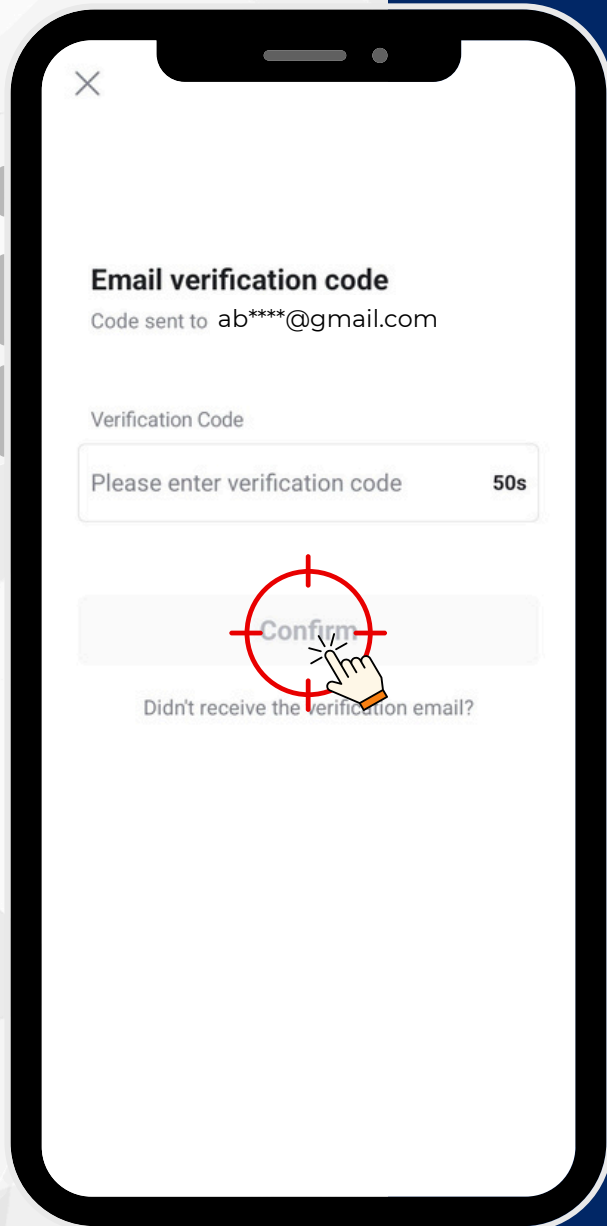 Email verification code
Code sent to ab****@gmail.com
Verification Code
Please enter verification code 50s
Confirm
Didn't receive the verification email?